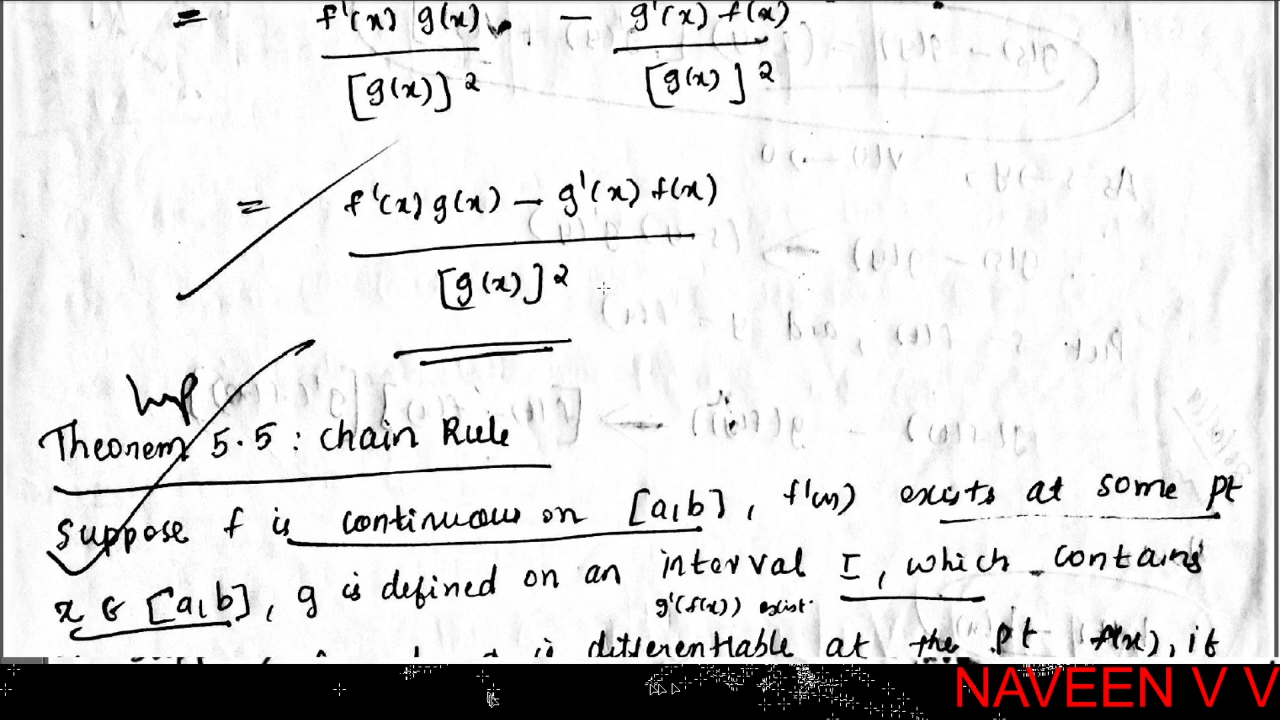 = f'(x) g(x) / [g(x)]² - g'(x) f(x) / [g(x)]²
= f'(x) g(x) - g'(x) f(x) / [g(x)]²
Imp
Theorem 5.5 : Chain Rule
Suppose f is continuous on [a,b], f'(x) exists at some pt
x ∈ [a,b], g is defined on an interval I, which contains
g'(f(x)) exist.
is differentiable at the pt f(x), if
NAVEEN V V